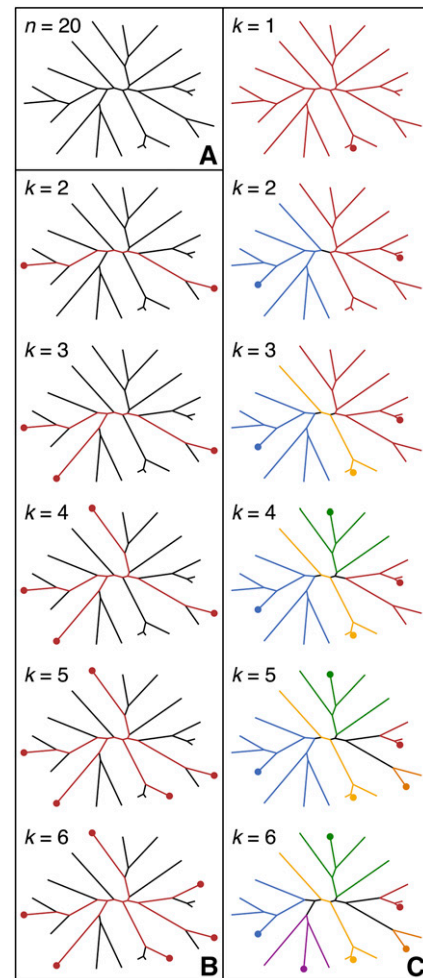 n = 20
A
k = 1
k = 2
k = 3
k = 4
k = 5
k = 6
B
k = 2
k = 3
k = 4
k = 5
k = 6
C